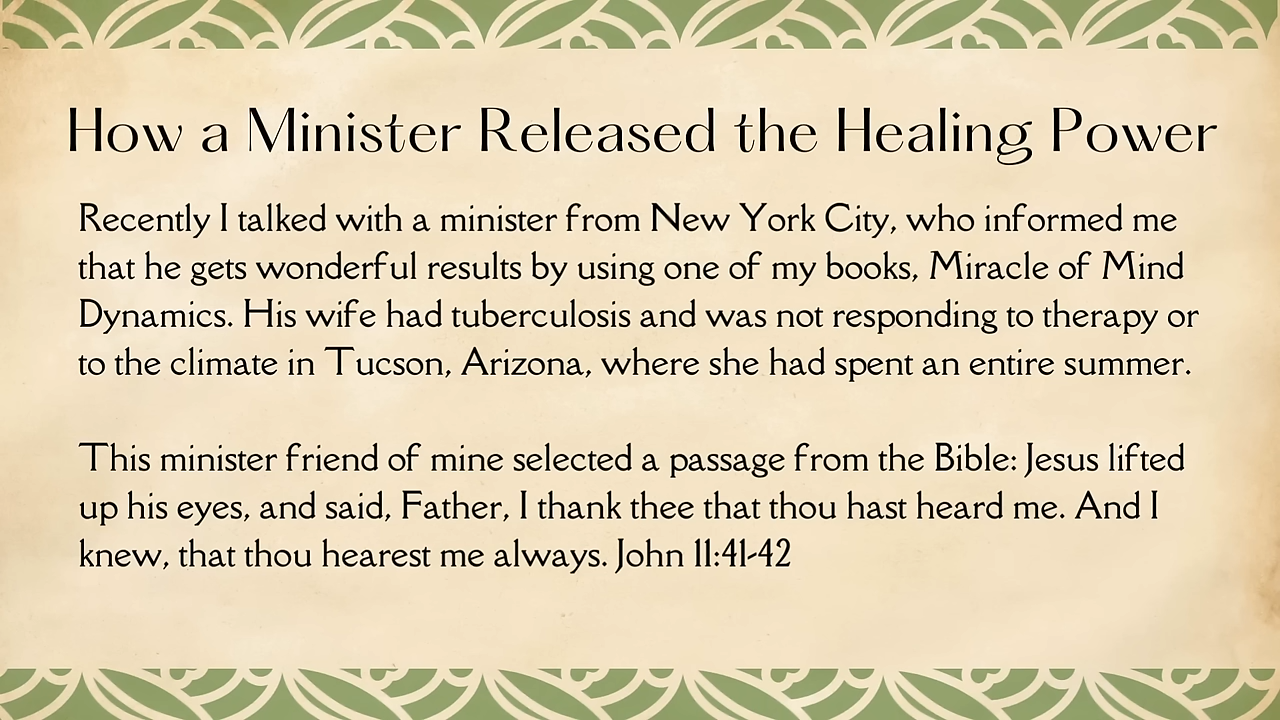 How a Minister Released the Healing Power
Recently I talked with a minister from New York City, who informed me
that he gets wonderful results by using one of my books, Miracle of Mind
Dynamics. His wife had tuberculosis and was not responding to therapy or
to the climate in Tucson, Arizona, where she had spent an entire summer.
This minister friend of mine selected a passage from the Bible: Jesus lifted
up his eyes, and said, Father, I thank thee that thou hast heard me. And I
knew, that thou hearest me always. John 11:41-42